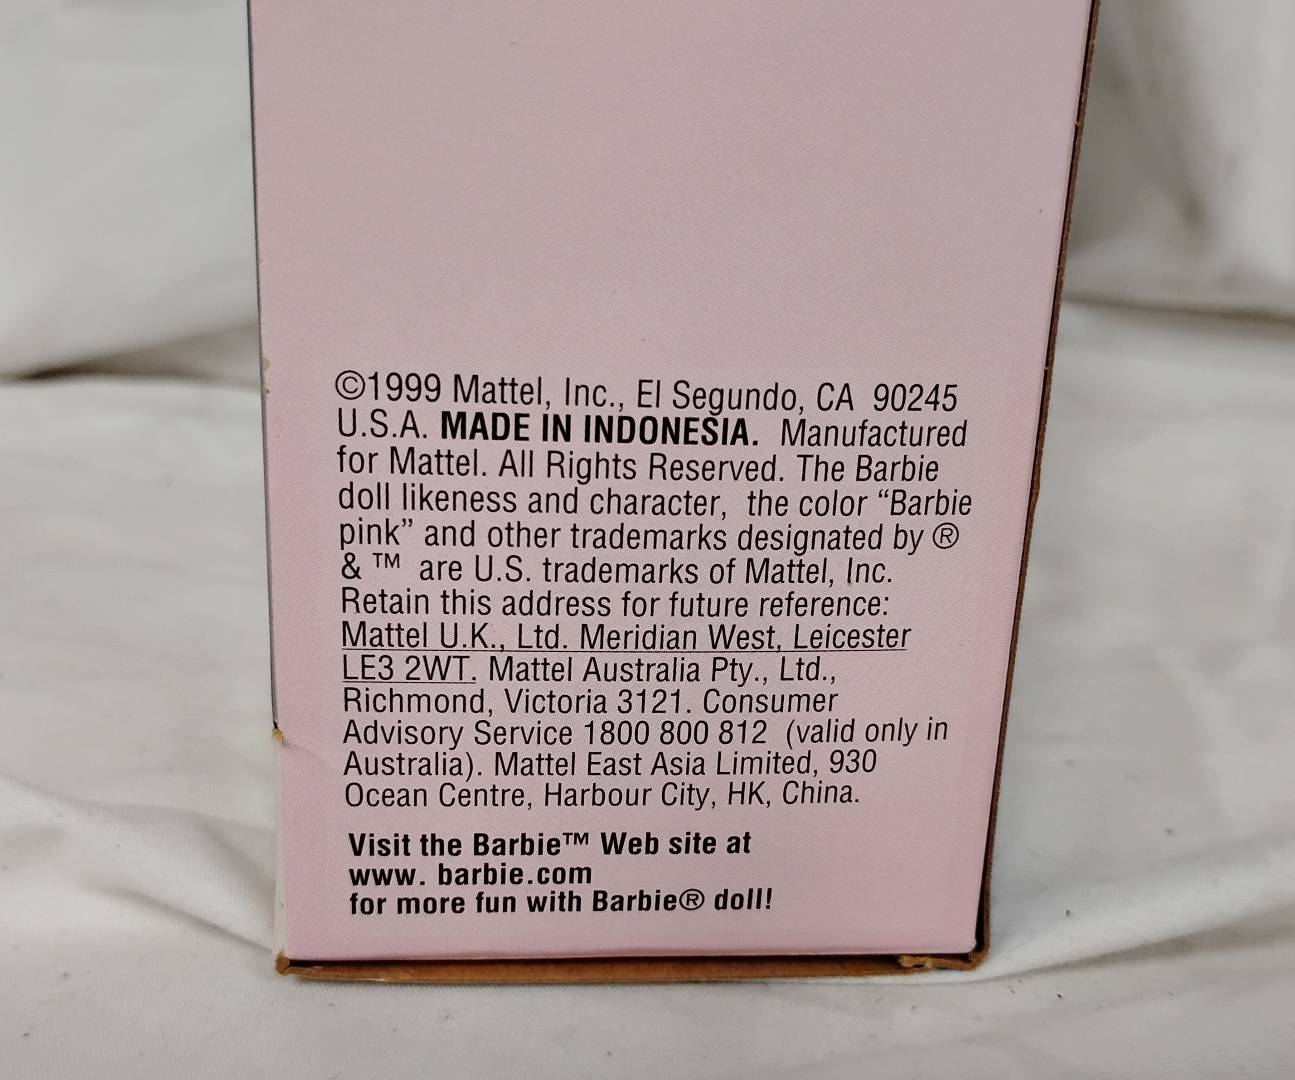 ©1999 Mattel, Inc., El Segundo, CA 90245
U.S.A. MADE IN INDONESIA. Manufactured
for Mattel. All Rights Reserved. The Barbie
doll likeness and character, the color “Barbie
pink” and other trademarks designated by ®
& ™ are U.S. trademarks of Mattel, Inc.
Retain this address for future reference:
Mattel U.K., Ltd. Meridian West, Leicester
LE3 2WT. Mattel Australia Pty., Ltd.,
Richmond, Victoria 3121. Consumer
Advisory Service 1800 800 812 (valid only in
Australia). Mattel East Asia Limited, 930
Ocean Centre, Harbour City, HK, China.
Visit the Barbie™ Web site at
www. barbie.com
for more fun with Barbie® doll!